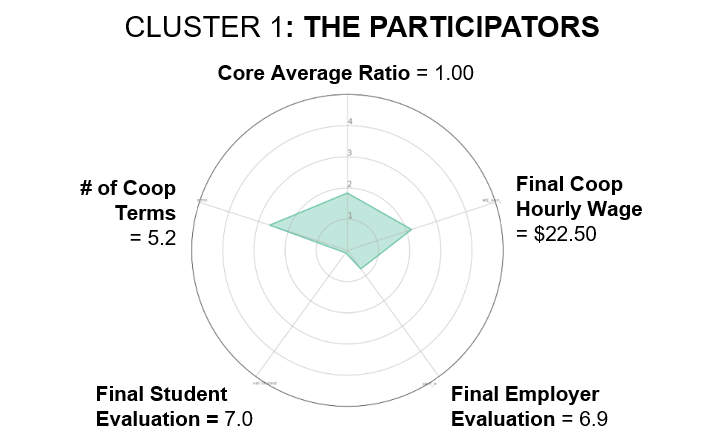 CLUSTER 1: THE PARTICIPATORS
Core Average Ratio = 1.00
4
3
2
1
# of Coop
Terms
= 5.2
Final Coop
Hourly Wage
= $22.50
Final Student
Evaluation = 7.0
Final Employer
Evaluation = 6.9